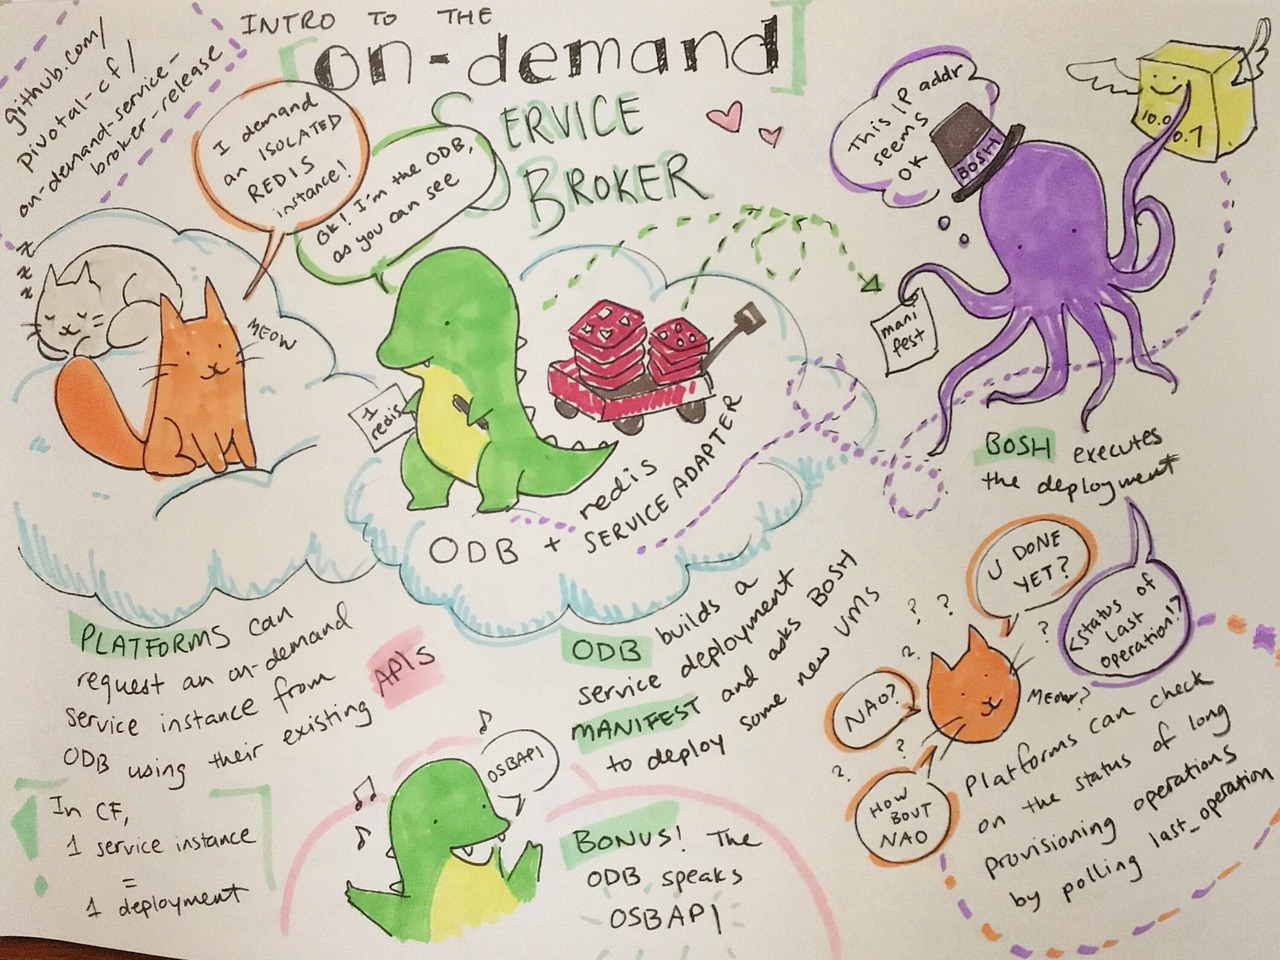 INTRO TO THE
[on-demand]
SERVICE
BROKER
github.com/
pivotal-cf/
on-demand-service-
broker-release
I demand
an ISOLATED
REDIS
instance!
Ok! I'm the ODB,
as you can see
z z z
MEOW
1
redis
redis
SERVICE ADAPTER
ODB +
This IP addr
seems
OK
BOSH
10.0.
0.1
mani
fest
BOSH executes
the deployment
PLATFORMS can
request an on-demand
service instance from
ODB using their existing APIs
In CF,
1 service instance
=
1 deployment
ODB builds a
service deployment
MANIFEST and asks BOSH
to deploy some new VMs
OSBAPI
BONUS! The
ODB speaks
OSBAPI
U DONE
YET?
<status of
last
operation!?
? ? ? ? ? ?
NAO?
MEOW?
HOW
BOUT
NAO
Platforms can check
on the status of long
provisioning operations
by polling last_operation